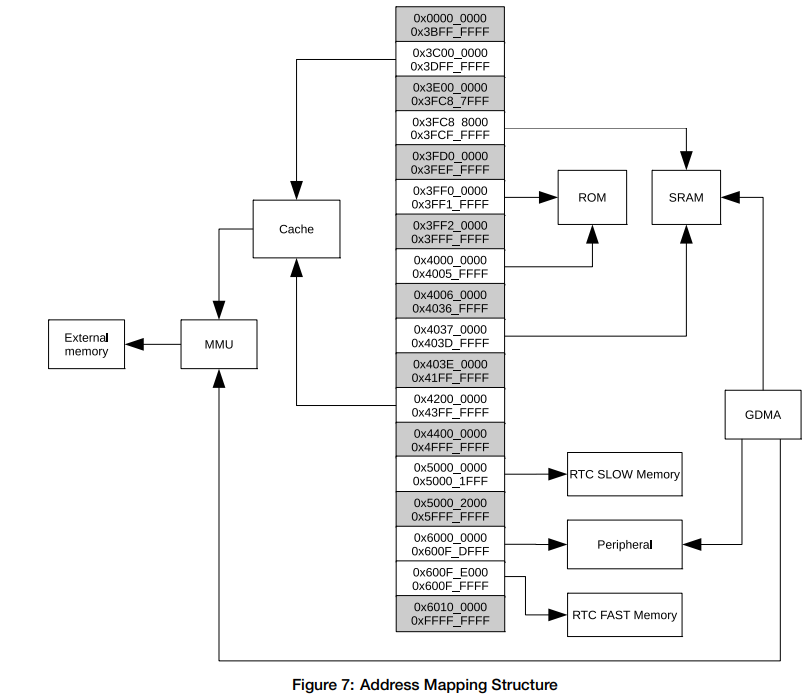 0x0000_0000
0x3BFF_FFFF
0x3C00_0000
0x3DFF_FFFF
0x3E00_0000
0x3FC8_7FFF
0x3FC8_8000
0x3FCF_FFFF
0x3FD0_0000
0x3FEF_FFFF
0x3FF0_0000
0x3FF1_FFFF
ROM
SRAM
Cache
0x3FF2_0000
0x3FFF_FFFF
0x4000_0000
0x4005_FFFF
0x4006_0000
0x4036_FFFF
External
memory
MMU
0x4037_0000
0x403D_FFFF
0x403E_0000
0x41FF_FFFF
0x4200_0000
0x43FF_FFFF
GDMA
0x4400_0000
0x4FFF_FFFF
0x5000_0000
0x5000_1FFF
RTC SLOW Memory
0x5000_2000
0x5FFF_FFFF
0x6000_0000
0x600F_DFFF
Peripheral
0x600F_E000
0x600F_FFFF
RTC FAST Memory
0x6010_0000
0xFFFF_FFFF
Figure 7: Address Mapping Structure